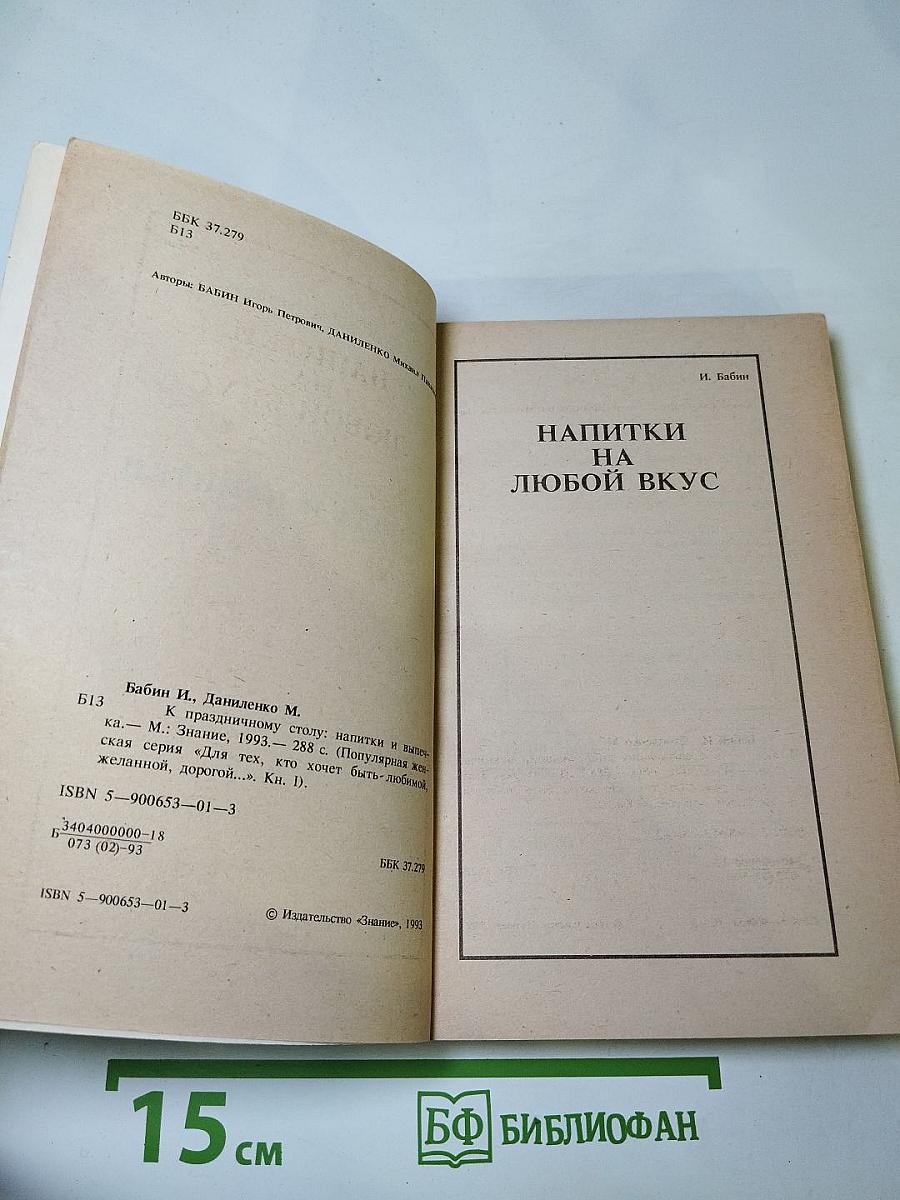 ББК 37.279
Б13
Авторы: БАБИН Игорь Петрович, ДАНИЛЕНКО Михаил
Бабин И., Даниленко М.
Б13
К праздничному столу: напитки и выпеч-
ка.— М.: Знание, 1993.— 288 с. (Популярная жен-
ская серия «Для тех, кто хочет быть любимой,
желанной, дорогой...». Кн. I).
ISBN 5—900653—01—3
Б 3404000000—18
073 (02)—93
ББК 37.279
ISBN 5—900653—01—3
© Издательство «Знание», 1993
И. Бабин
НАПИТКИ
НА
ЛЮБОЙ ВКУС
15 см
БФ БИБЛИОФАН